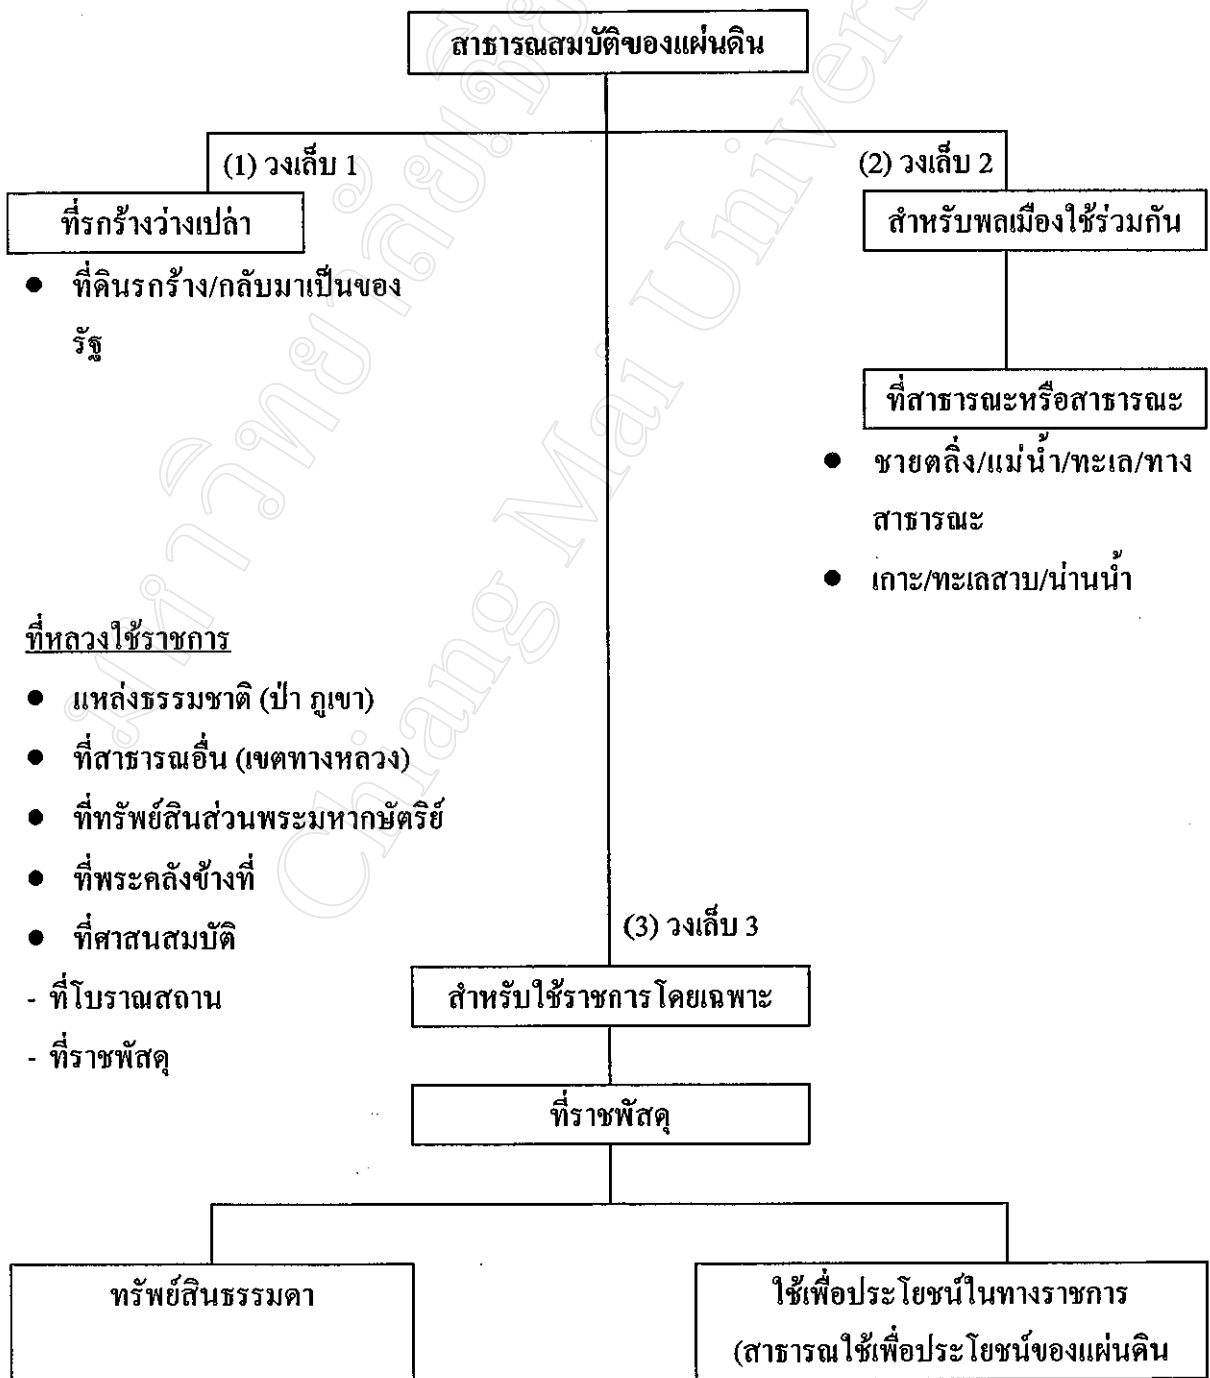 สาธารณสมบัติของแผ่นดิน
(1) วงเล็บ 1
(2) วงเล็บ 2
ที่รกร้างว่างเปล่า
สำหรับพลเมืองใช้ร่วมกัน
● ที่ดินรกร้าง/กลับมาเป็นของ
รัฐ
ที่สาธารณะหรือสาธารณะ
● ชายตลิ่ง/แม่น้ำ/ทะเล/ทาง
สาธารณะ
● เกาะ/ทะเลสาบ/น่านน้ำ
ที่หลวงใช้ราชการ
● แหล่งธรรมชาติ (ป่า ภูเขา)
● ที่สาธารณอื่น (เขตทางหลวง)
● ที่ทรัพย์สินส่วนพระมหากษัตริย์
● ที่พระคลังข้างที่
● ที่ศาสนสมบัติ
- ที่โบราณสถาน
- ที่ราชพัสดุ
(3) วงเล็บ 3
สำหรับใช้ราชการโดยเฉพาะ
ที่ราชพัสดุ
ทรัพย์สินธรรมดา
ใช้เพื่อประโยชน์ในทางราชการ
(สาธารณใช้เพื่อประโยชน์ของแผ่นดิน
มหาวิทยาลัยเชีย
Chiang Mai Univers